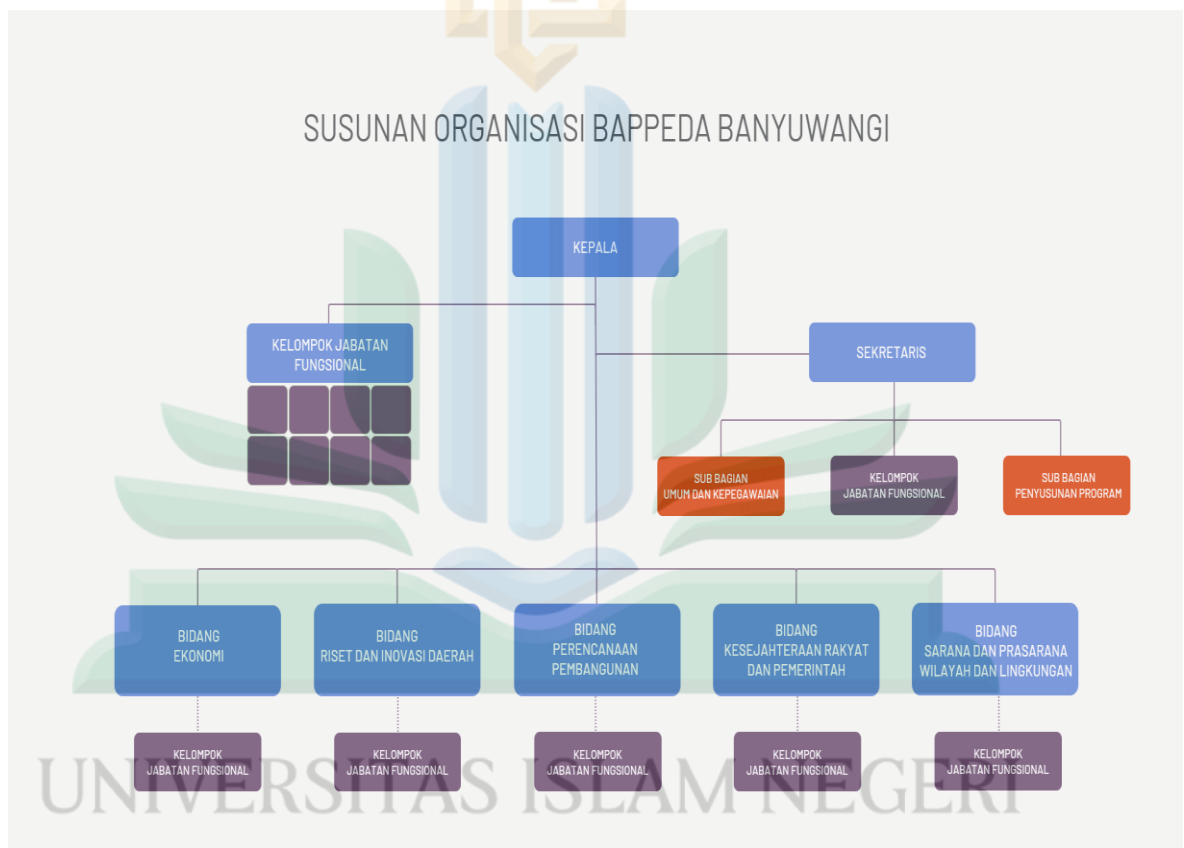 SUSUNAN ORGANISASI BAPPEDA BANYUWANGI
KEPALA
KELOMPOK JABATAN
FUNGSIONAL
SEKRETARIS
SUB BAGIAN
UMUM DAN KEPEGAWAIAN
KELOMPOK
JABATAN FUNGSIONAL
SUB BAGIAN
PENYUSUNAN PROGRAM
BIDANG
EKONOMI
BIDANG
RISET DAN INOVASI DAERAH
BIDANG
PERENCANAAN
PEMBANGUNAN
BIDANG
KESEJAHTERAAN RAKYAT
DAN PEMERINTAH
BIDANG
SARANA DAN PRASARANA
WILAYAH DAN LINGKUNGAN
KELOMPOK
JABATAN FUNGSIONAL
KELOMPOK
JABATAN FUNGSIONAL
KELOMPOK
JABATAN FUNGSIONAL
KELOMPOK
JABATAN FUNGSIONAL
KELOMPOK
JABATAN FUNGSIONAL
UNIVERSITAS ISLAM NEGERI